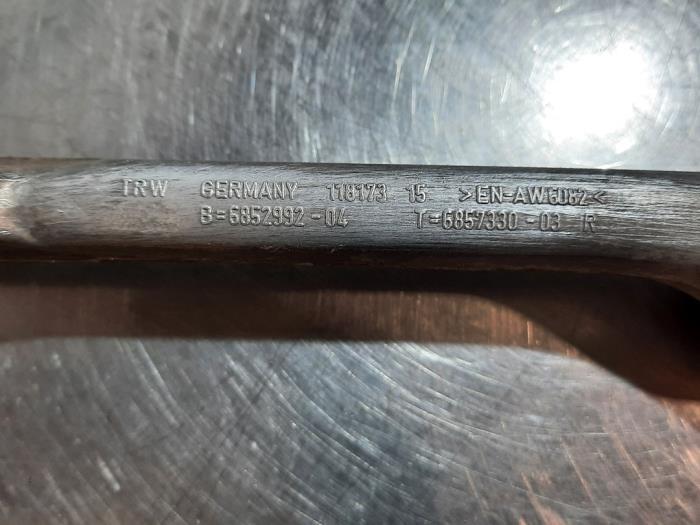 TRW GERMANY 118173 15 >EN-AW6082<
B=6852992-04 T=6857330-03 R